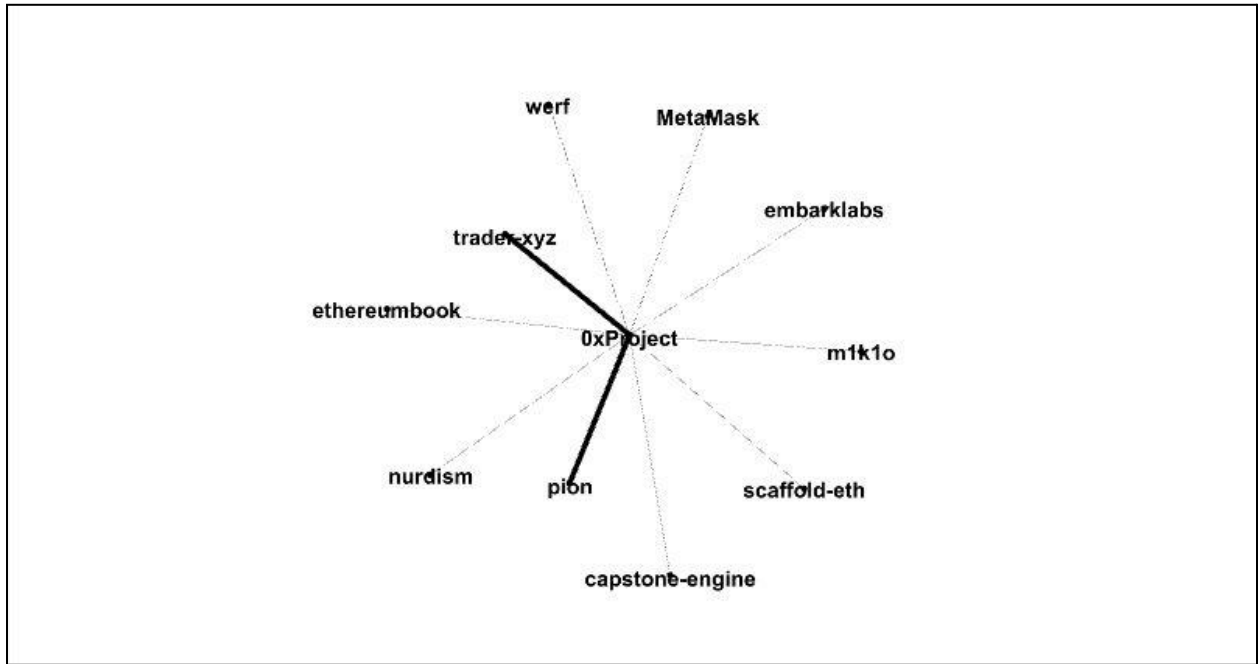 werf
MetaMask
embarklabs
trader-xyz
ethereumbook
0xProject
m1k1o
nurdism
pion
scaffold-eth
capstone-engine